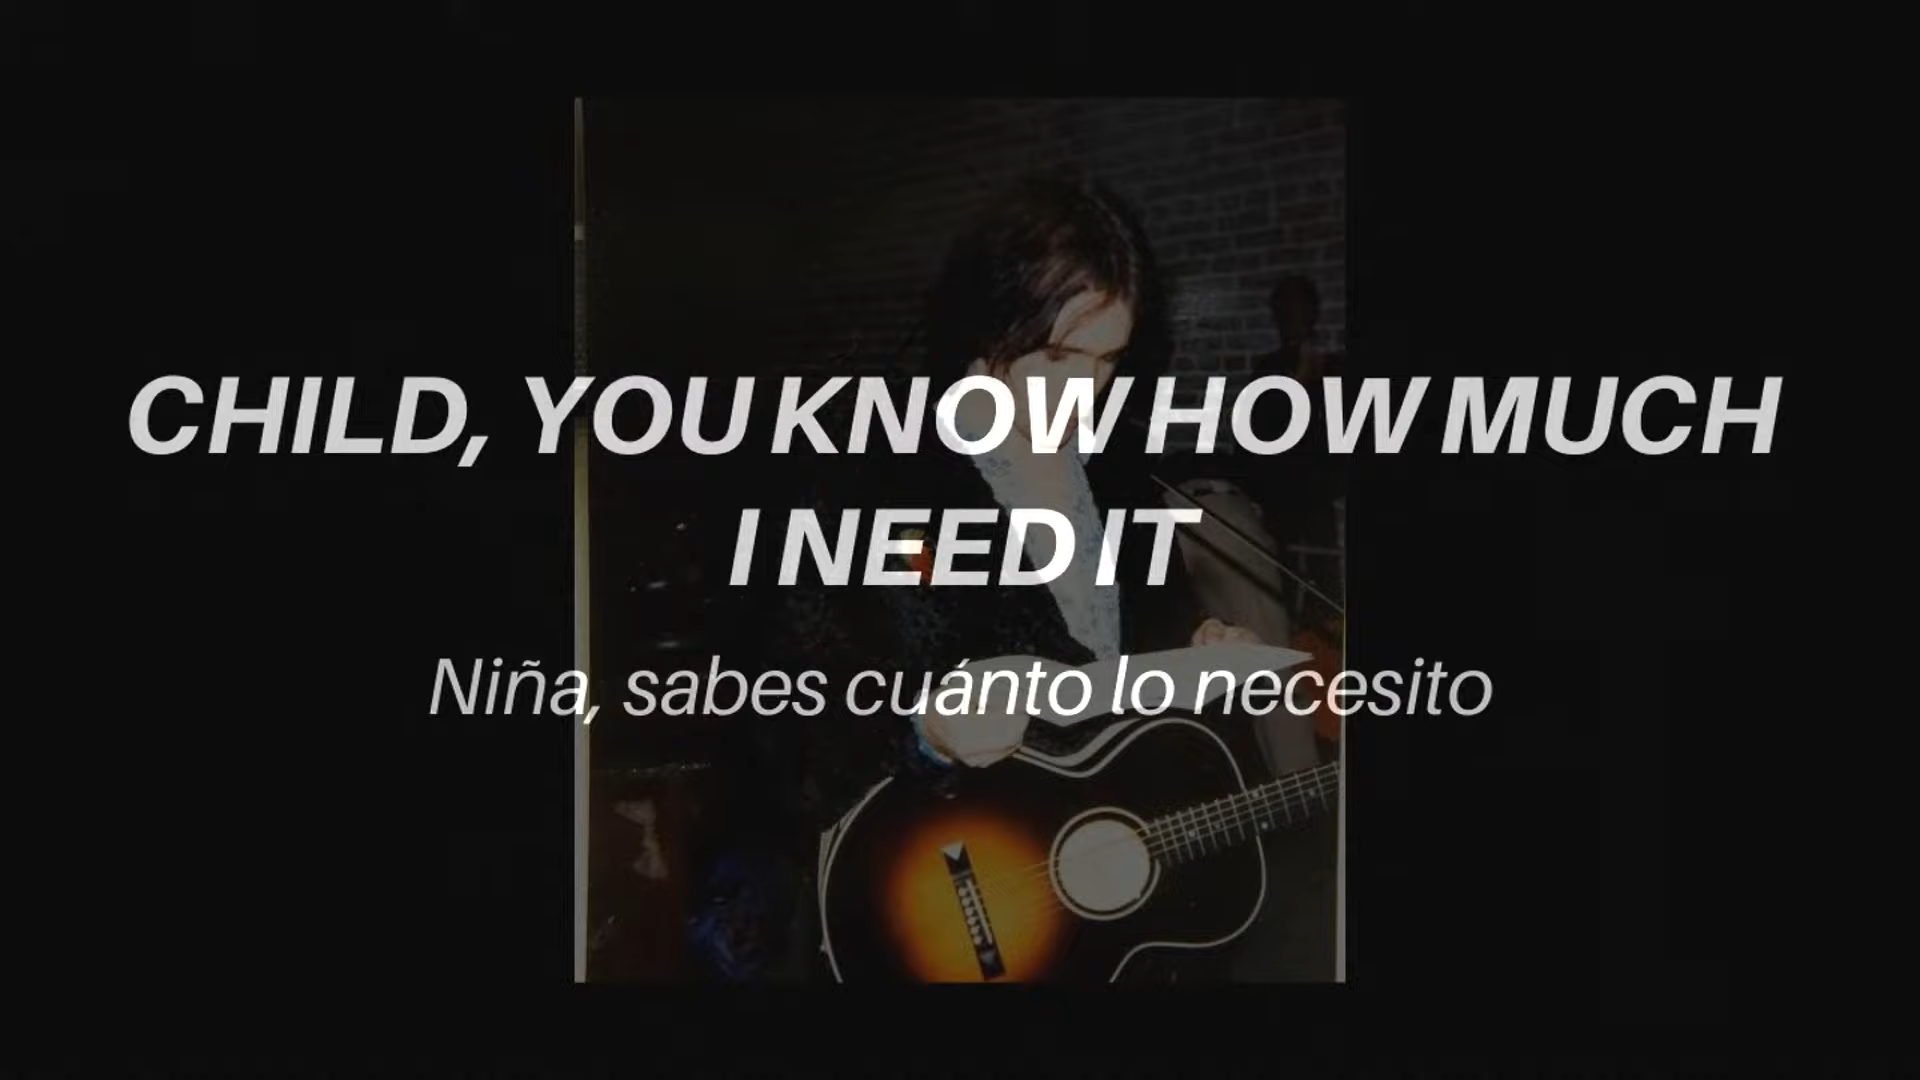 CHILD, YOU KNOW HOW MUCH
I NEED IT
Niña, sabes cuánto lo necesito